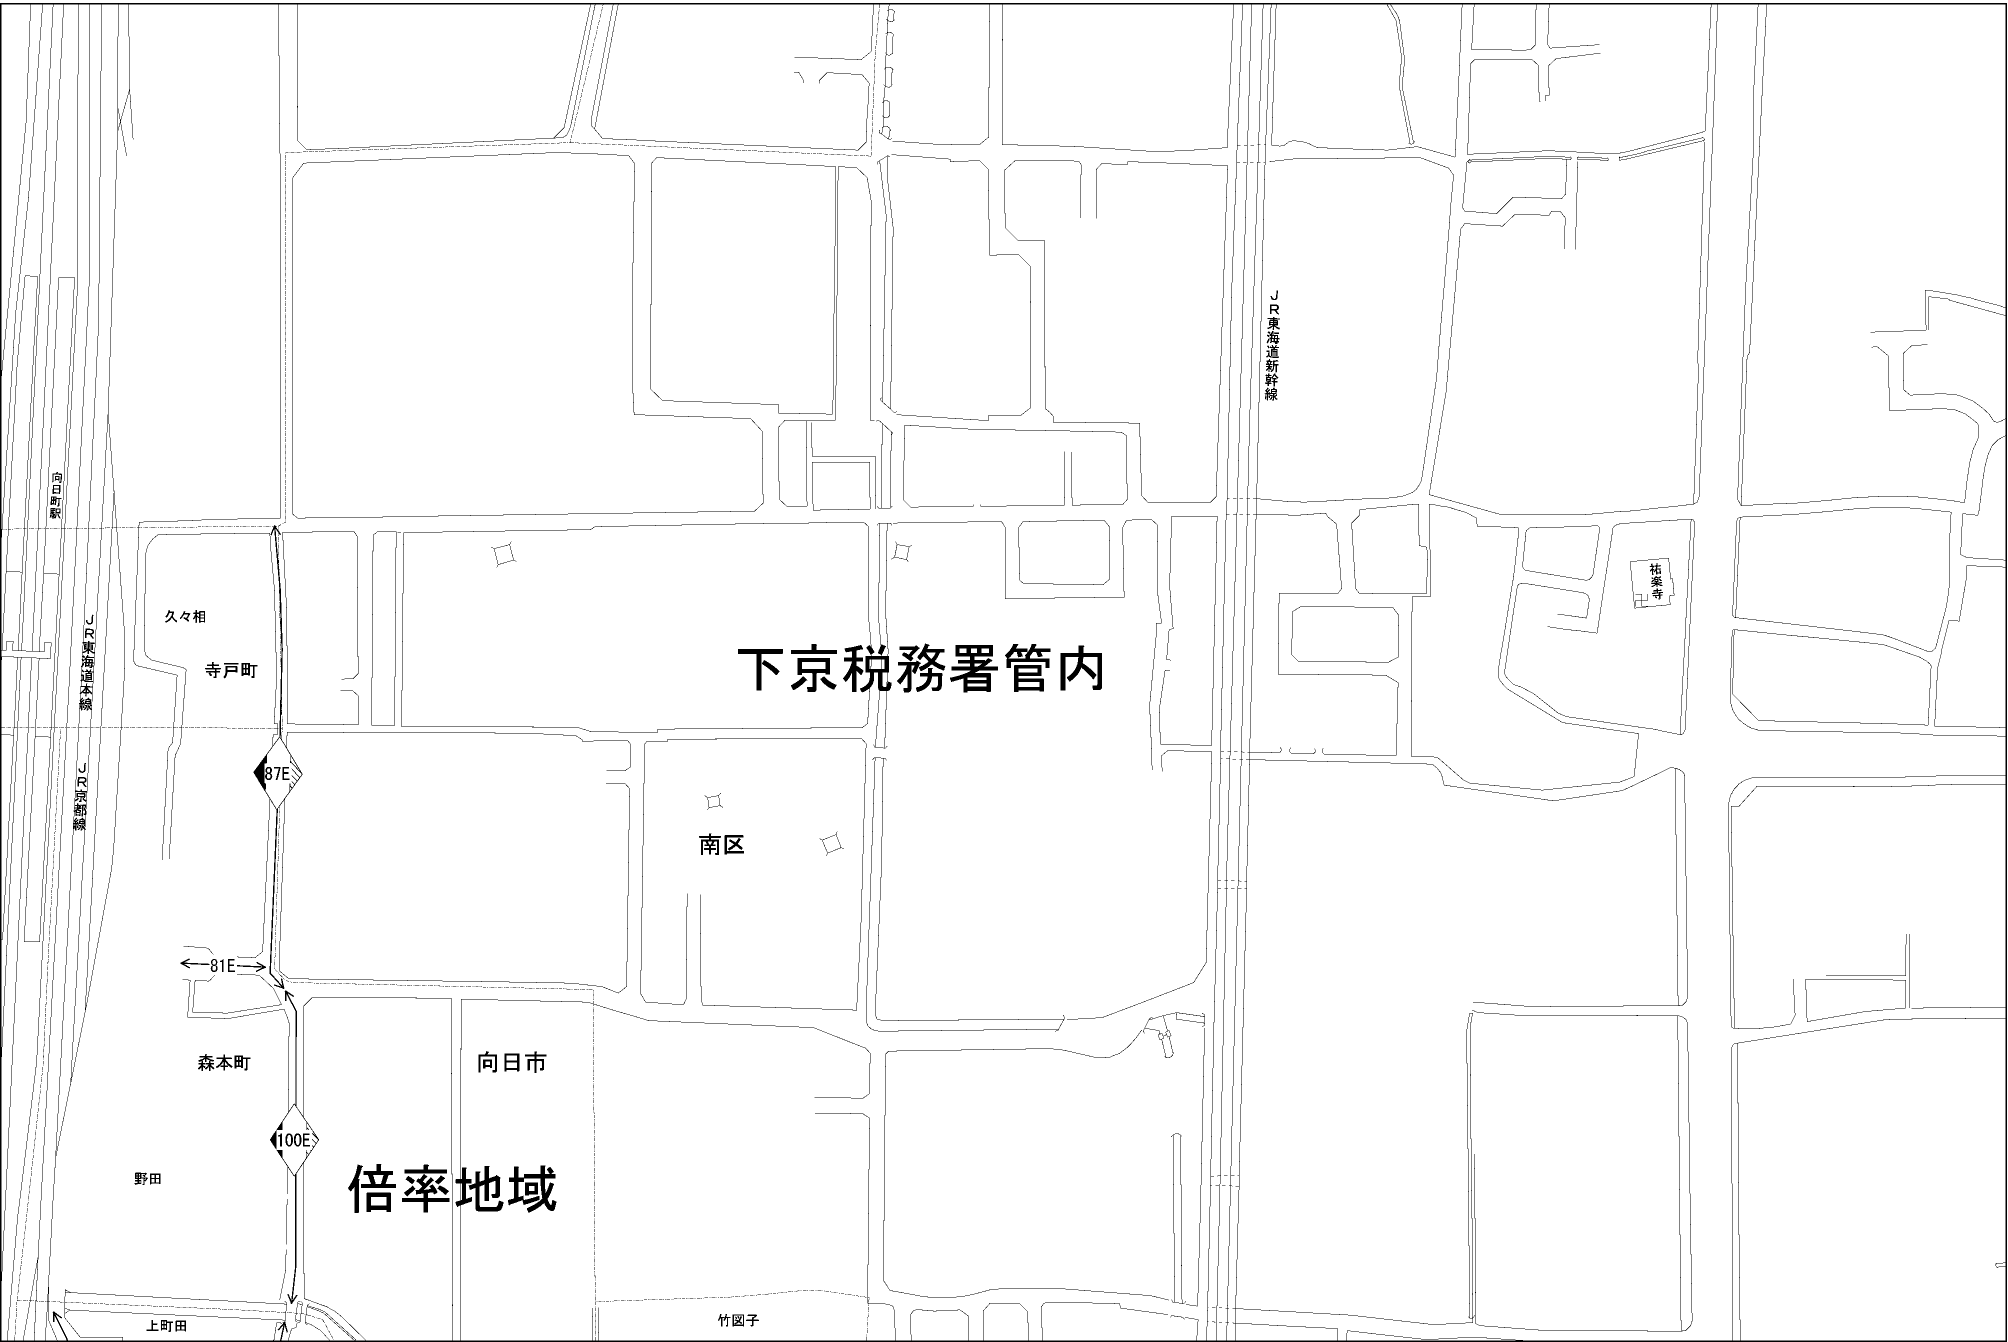 JR東海道新幹線
向日町駅
祐楽寺
久々相
JR東海道本線
寺戸町
下京税務署管内
87E
JR京都線
南区
81E
森本町
向日市
100E
野田
倍率地域
上町田
竹図子